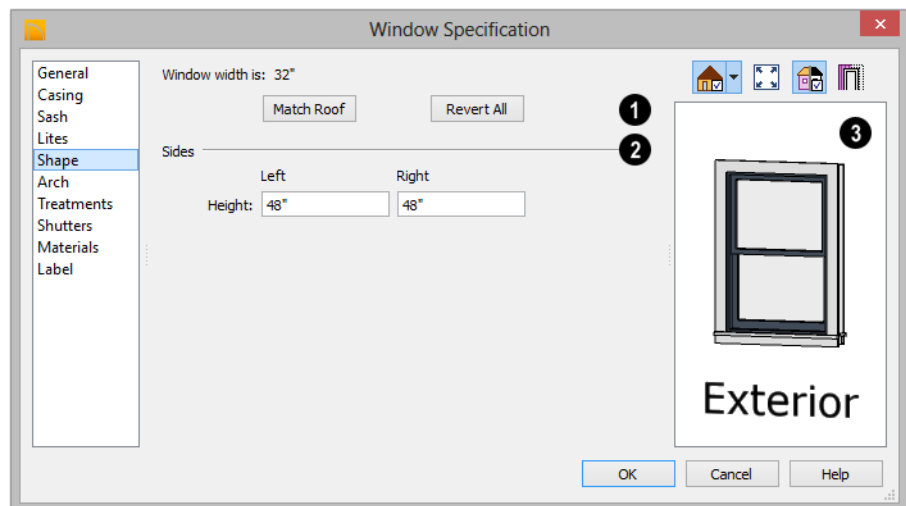 Window Specification
×
General
Casing
Sash
Lites
Shape
Arch
Treatments
Shutters
Materials
Label
Window width is: 32"
Match Roof Revert All
1
Sides
2
Left Right
Height: 48" 48"
3
Exterior
OK Cancel Help